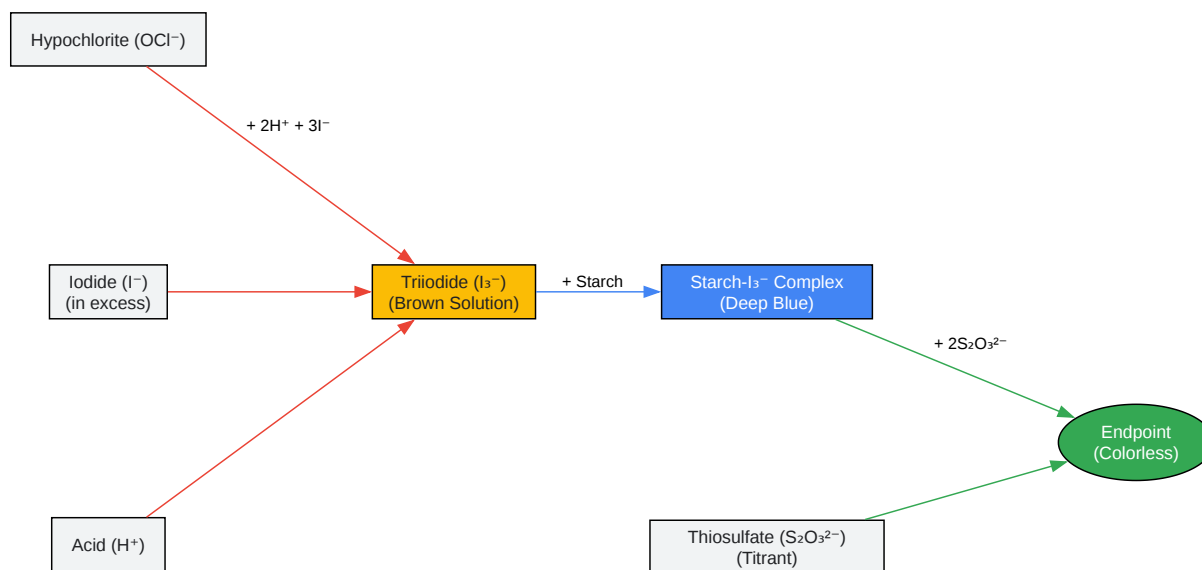 Hypochlorite (OCl⁻)
+ 2H⁺ + 3I⁻
Iodide (I⁻)
(in excess)
Triiodide (I₃⁻)
(Brown Solution)
+ Starch
Starch-I₃⁻ Complex
(Deep Blue)
+ 2S₂O₃²⁻
Endpoint
(Colorless)
Acid (H⁺)
Thiosulfate (S₂O₃²⁻)
(Titrant)